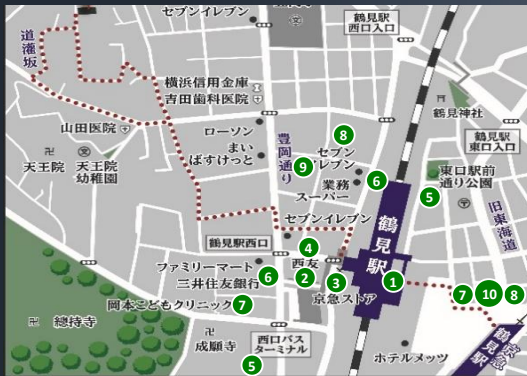 セブンイレブン
鶴見駅
西口入口
道灌坂
横浜信用金庫
吉田歯科医院
鶴見神社
山田医院
ローソン
まい
ばすけっと
豊岡通り
8
セブン
イレブン
9
鶴見駅
東口入口
天王院
天王院
幼稚園
業務
スーパー
6
東口駅前
通り公園
5
旧東海道
セブンイレブン
鶴見駅
鶴見駅西口
4
西友
ファミリーマート
三井住友銀行
6
2
3
1
京急ストア
7
10
8
岡本こどもクリニック
7
總持寺
成願寺
西口バス
ターミナル
5
ホテルメッツ
京急鶴見駅